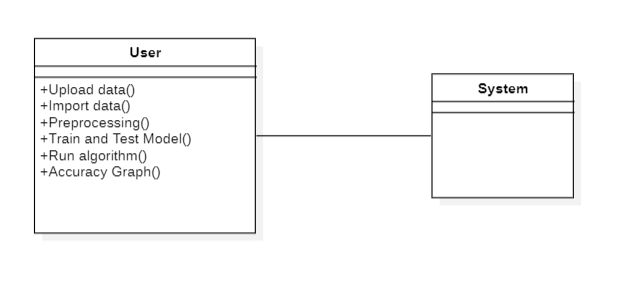 User
+Upload data()
+Import data()
+Preprocessing()
+Train and Test Model()
+Run algorithm()
+Accuracy Graph()
System